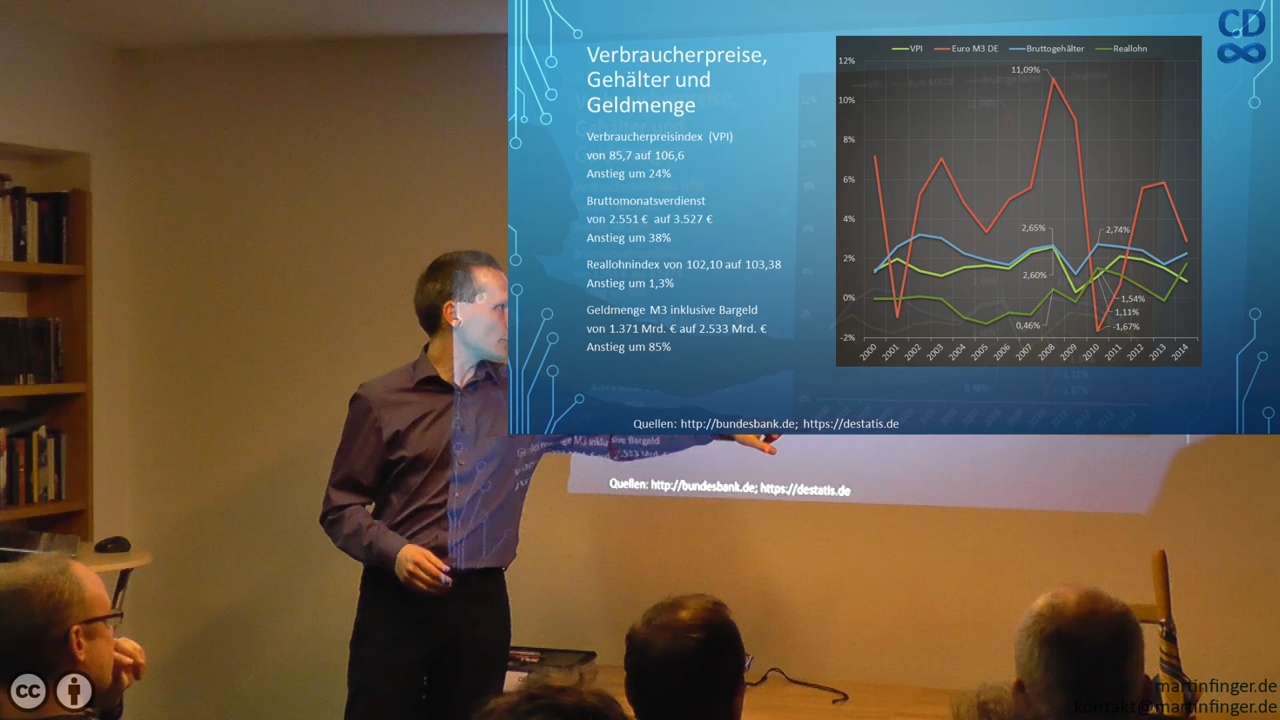 Verbraucherpreise,
Gehälter und
Geldmenge
Verbraucherpreisindex (VPI)
von 85,7 auf 106,6
Anstieg um 24%
Bruttomonatsverdienst
von 2.551 € auf 3.527 €
Anstieg um 38%
Reallohnindex von 102,10 auf 103,38
Anstieg um 1,3%
Geldmenge M3 inklusive Bargeld
von 1.371 Mrd. € auf 2.533 Mrd. €
Anstieg um 85%
VPI Euro M3 DE Bruttogehälter Reallohn
12%
10%
8%
6%
4%
2%
0%
-2%
11,09%
2,65%
2,74%
2,60%
1,54%
1,11%
0,46%
-1,67%
2000 2001 2002 2003 2004 2005 2006 2007 2008 2009 2010 2011 2012 2013 2014
CD
Quellen: http://bundesbank.de; https://destatis.de
Quellen: http://bundesbank.de; https://destatis.de
cc
martinfinger.de
kontakt@martinfinger.de